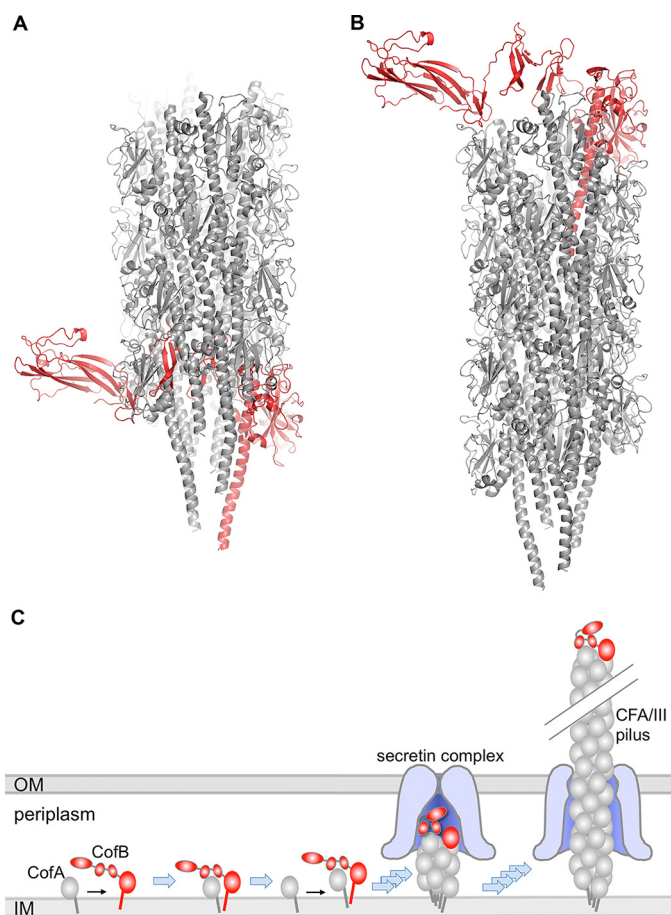 A
B
C
CFA/III
pilus
secretin complex
OM
periplasm
CofB
CofA
IM